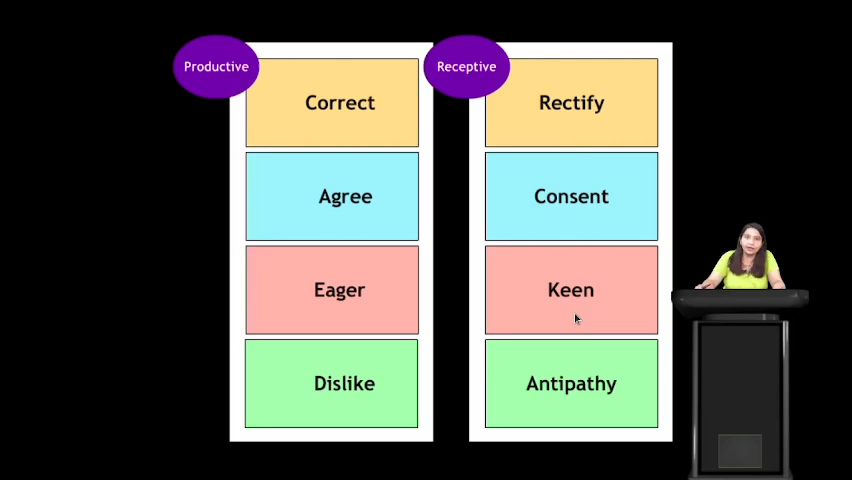 Productive
Receptive
Correct
Rectify
Agree
Consent
Eager
Keen
Dislike
Antipathy